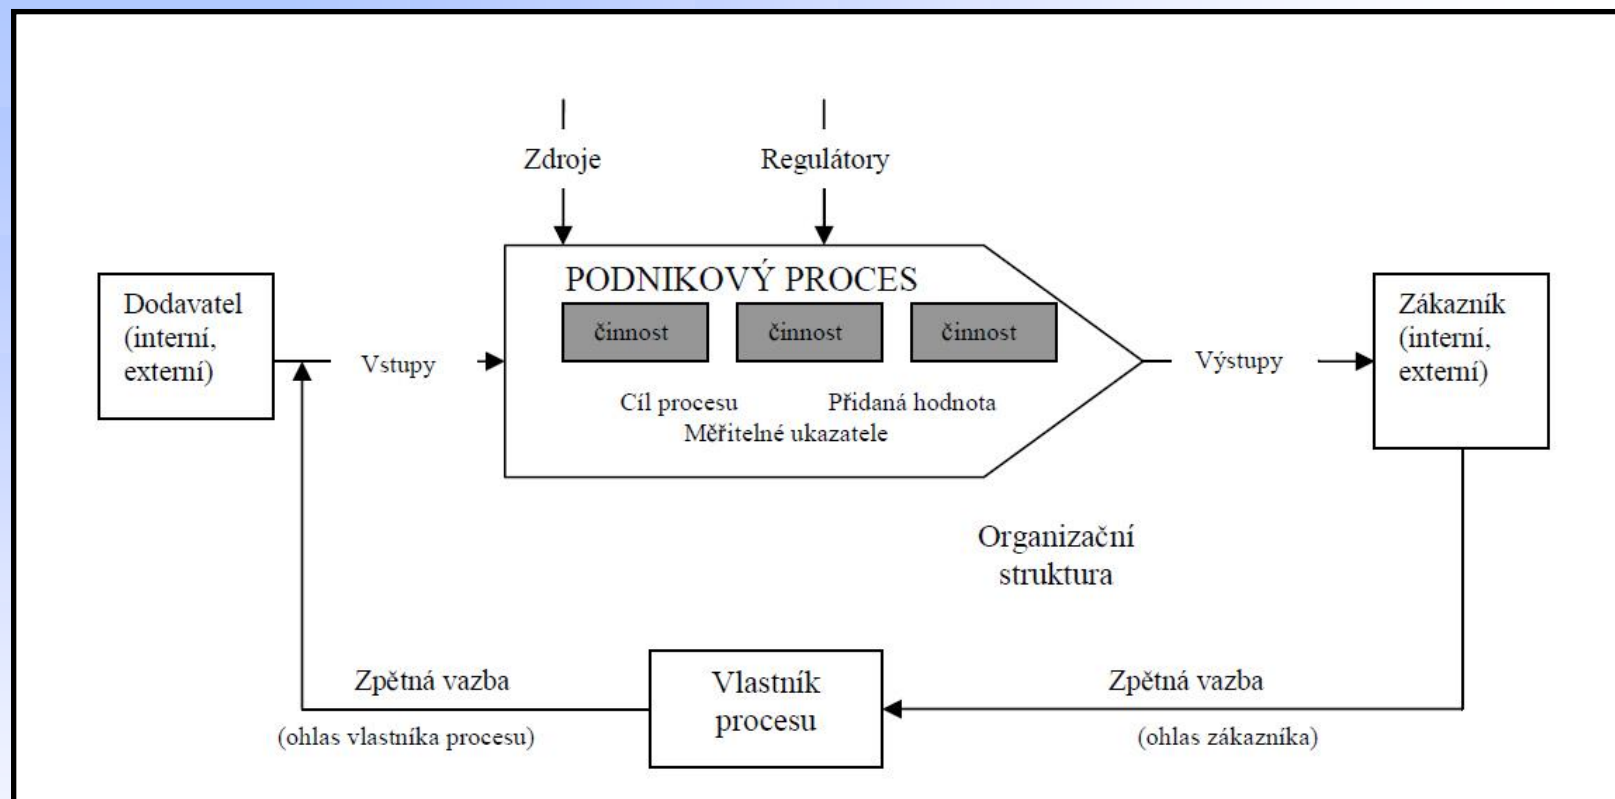 Zdroje
Regulátory
PODNIKOVÝ PROCES
Dodavatel
(interní,
externí)
Vstupy
činnost
činnost
činnost
Cíl procesu
Přidaná hodnota
Měřitelné ukazatele
Výstupy
Zákazník
(interní,
externí)
Organizační
struktura
Zpětná vazba
(ohlas vlastníka procesu)
Vlastník
procesu
Zpětná vazba
(ohlas zákazníka)